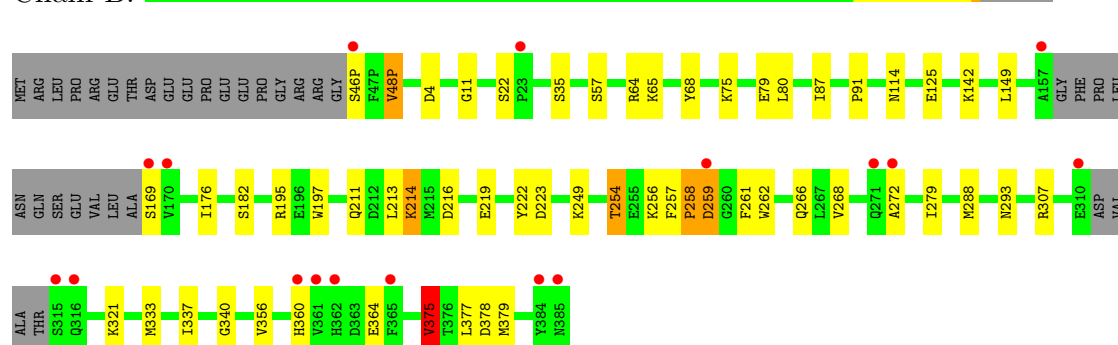 MET ARG LEU PRO ARG GLU THR ASP GLU GLU PRO GLU GLU GLU PRO GLY ARG ARG GLY S46P F47P V48P D4 G11 S22 P23 S35 S57 R64 K65 Y68 K75 E79 L80 I87 P91 N114 E125 K142 L149 A157 GLY PHE PRO LEU
ASN GLN SER GLU VAL LEU ALA S169 V170 I176 S182 R195 E196 W197 Q211 D212 L213 K214 M215 D216 E219 Y222 D223 K249 T254 E255 K256 F257 P258 D259 G260 F261 W262 Q266 L267 V268 Q271 A272 I279 M288 N293 R307 E310 ASP VAL
ALA THR S315 Q316 K321 M333 I337 G340 V356 H360 V361 H362 D363 E364 F365 V375 T376 L377 D378 M379 Y384 N385